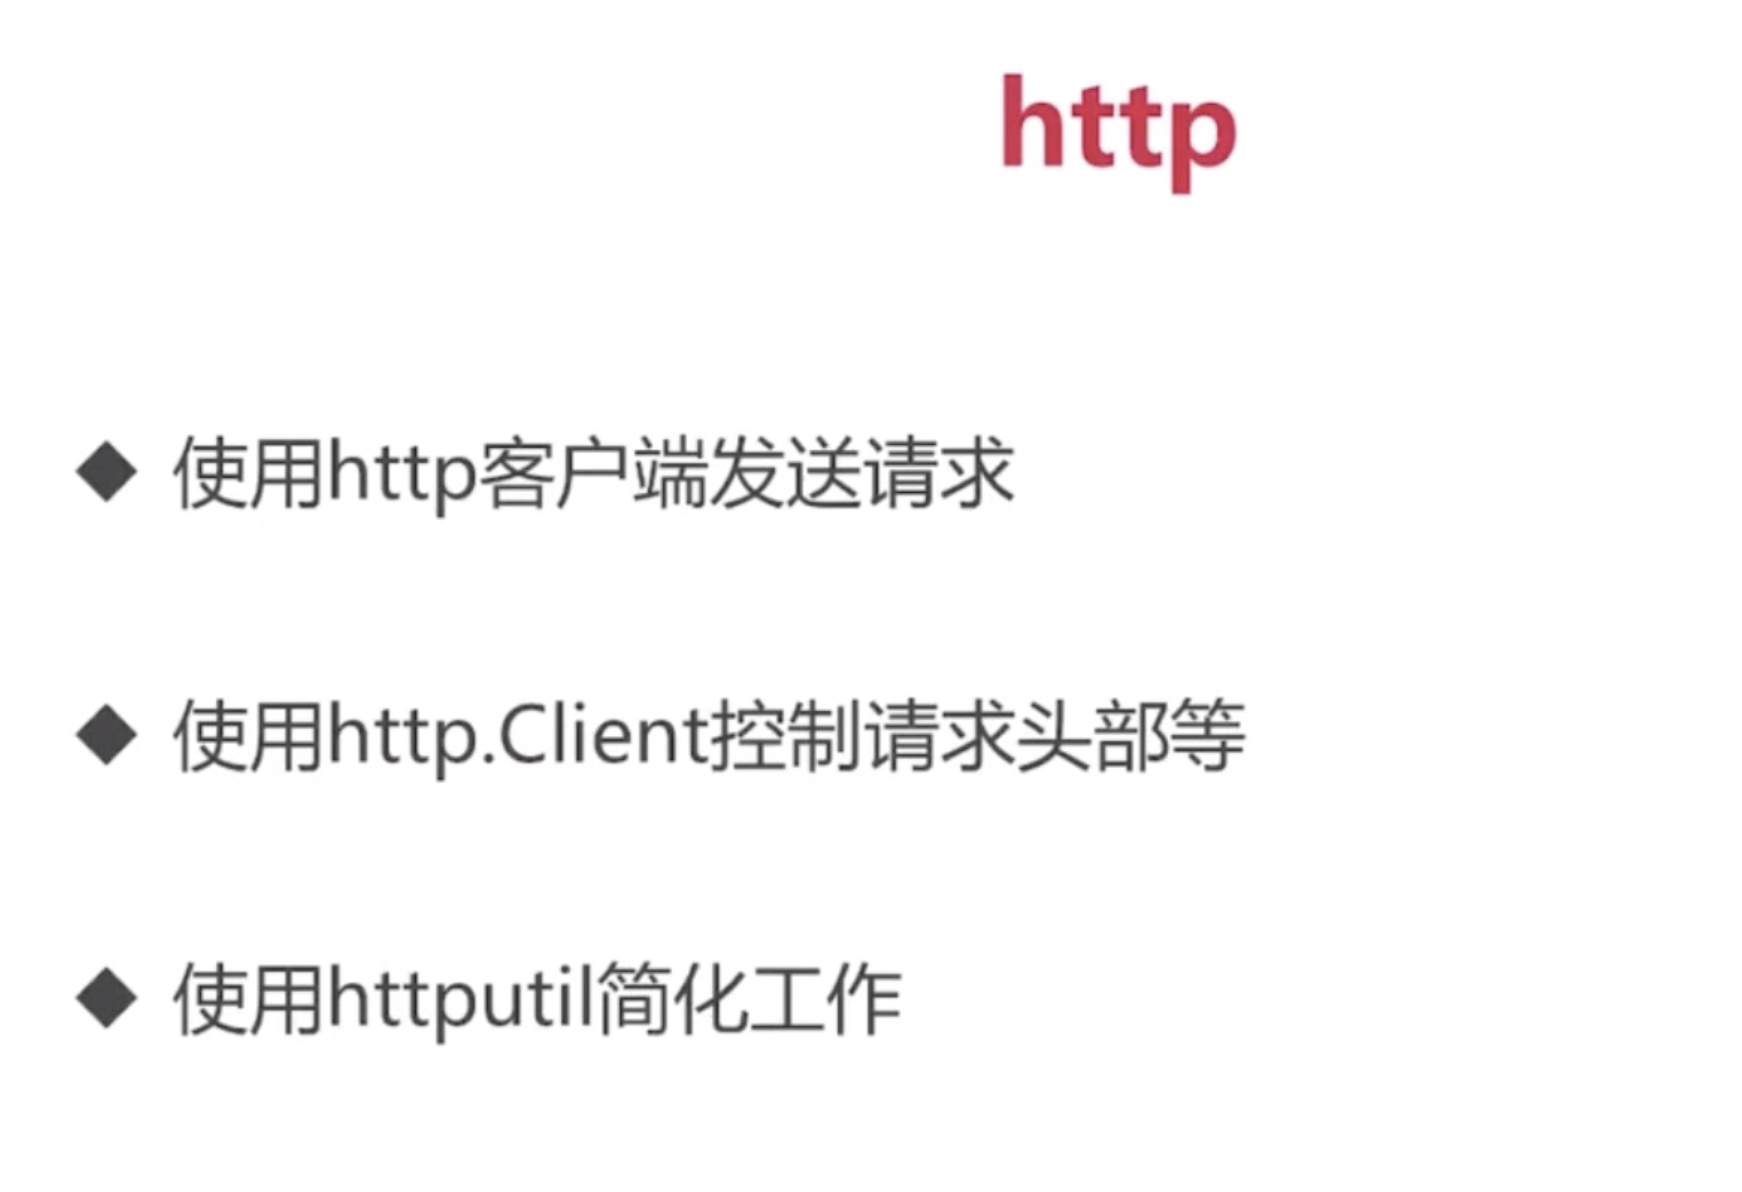 http
◆ 使用http客户端发送请求
◆ 使用http.Client控制请求头部等
◆ 使用httputil简化工作